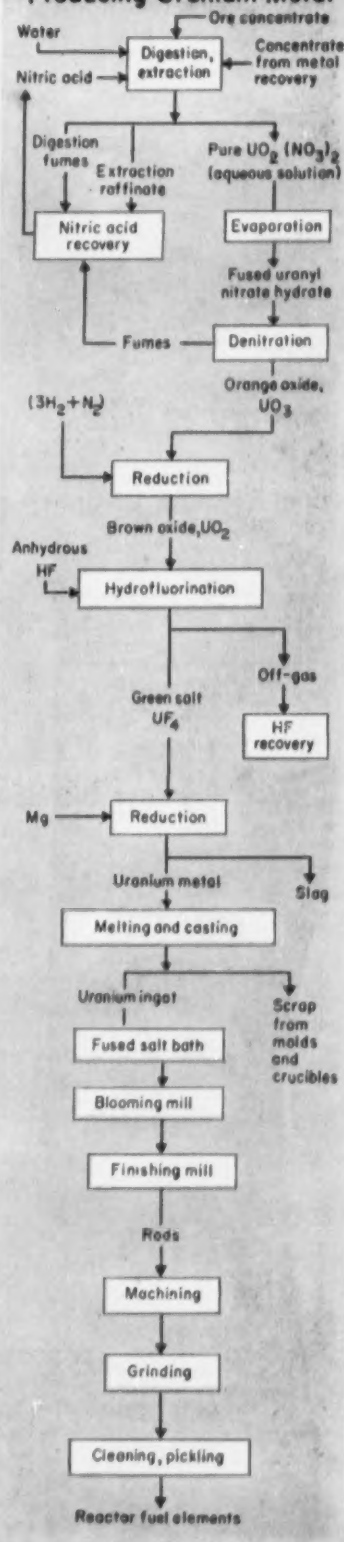 Producing Uranium Metal
Ore concentrate
Water
Digestion,
extraction
Concentrate
from metal
recovery
Nitric acid
Digestion
fumes
Extraction
raffinate
Pure UO2 (NO3)2
(aqueous solution)
Nitric acid
recovery
Evaporation
Fused uranyl
nitrate hydrate
Fumes
Denitration
Orange oxide,
UO3
(3H2+N2)
Reduction
Brown oxide, UO2
Anhydrous
HF
Hydrofluorination
Off-gas
Green salt
UF4
HF
recovery
Mg
Reduction
Uranium metal
Slag
Melting and casting
Uranium ingot
Scrap
from
molds
and
crucibles
Fused salt bath
Blooming mill
Finishing mill
Rods
Machining
Grinding
Cleaning, pickling
Reactor fuel elements